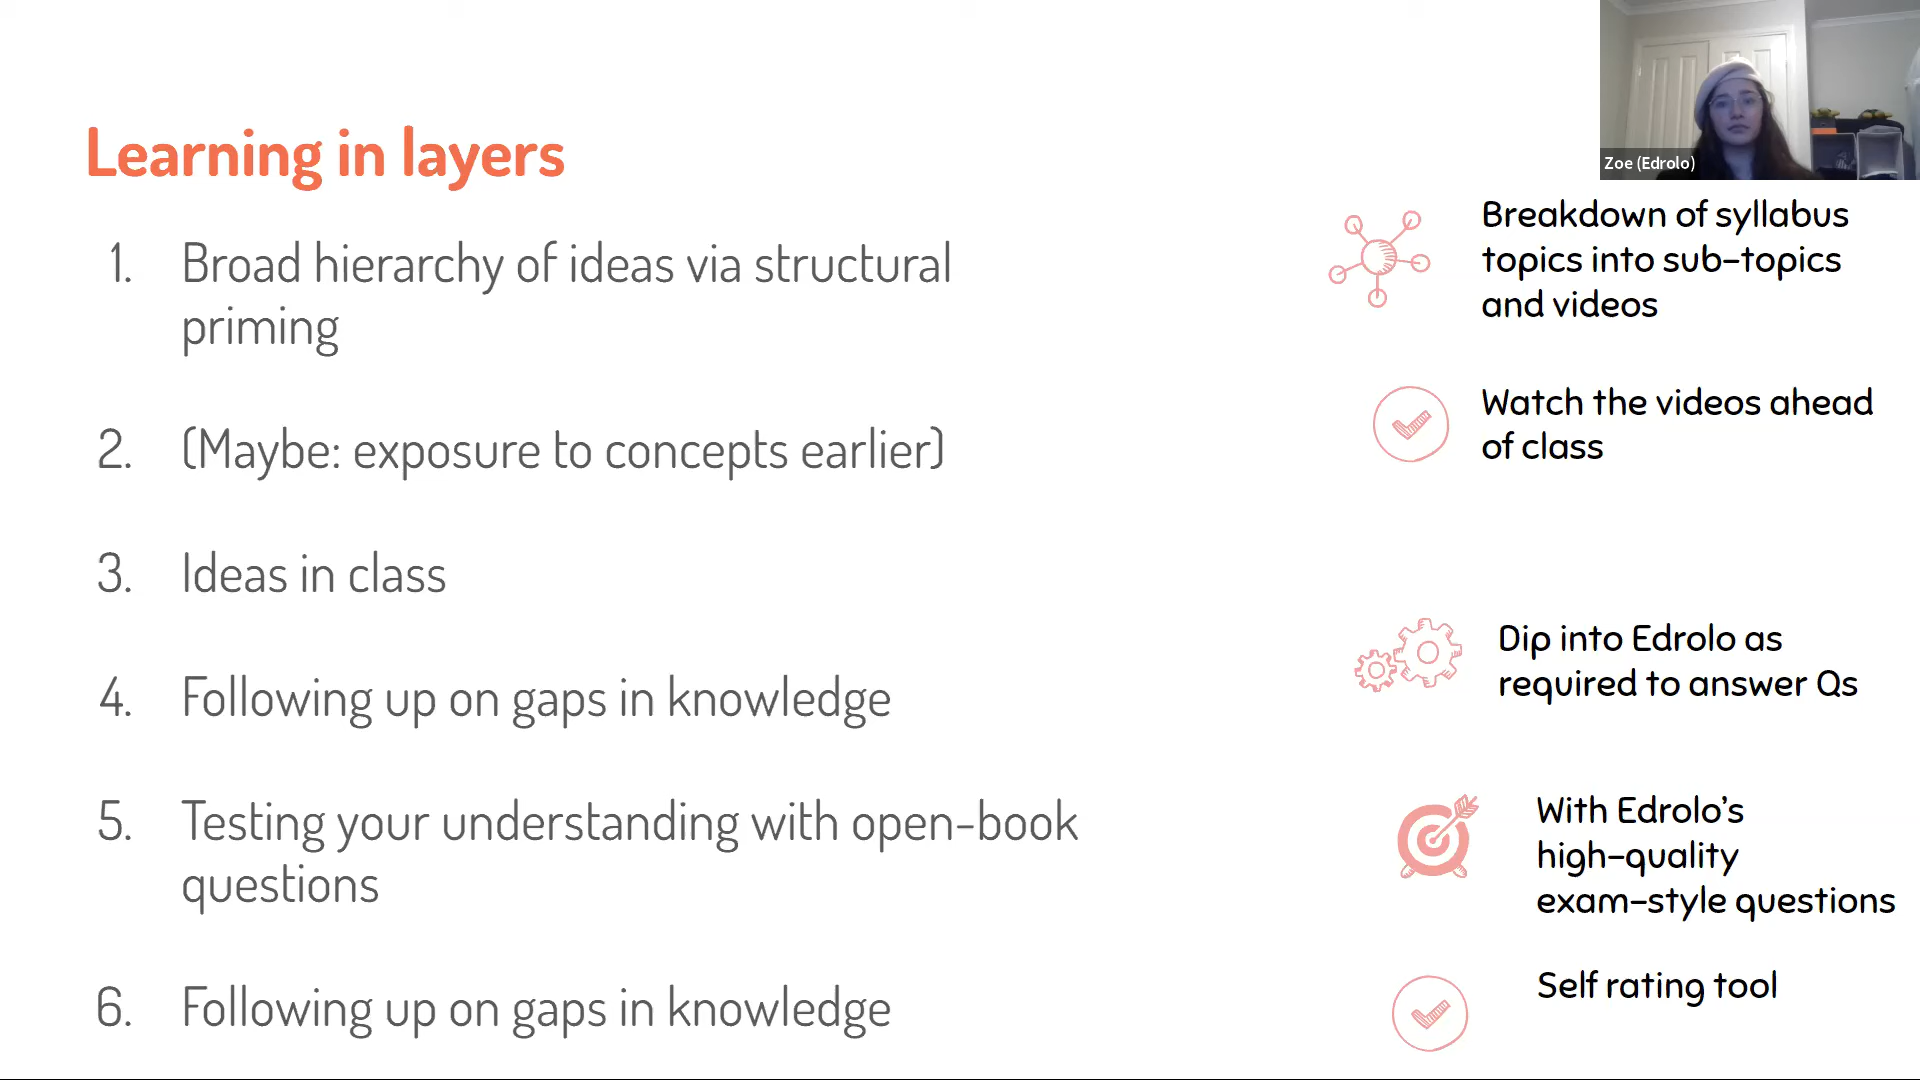 Learning in layers
1. Broad hierarchy of ideas via structural
priming
2. (Maybe: exposure to concepts earlier)
3. Ideas in class
4. Following up on gaps in knowledge
5. Testing your understanding with open-book
questions
6. Following up on gaps in knowledge
Zoe (Edrolo)
Breakdown of syllabus
topics into sub-topics
and videos
Watch the videos ahead
of class
Dip into Edrolo as
required to answer Qs
With Edrolo's
high-quality
exam-style questions
Self rating tool